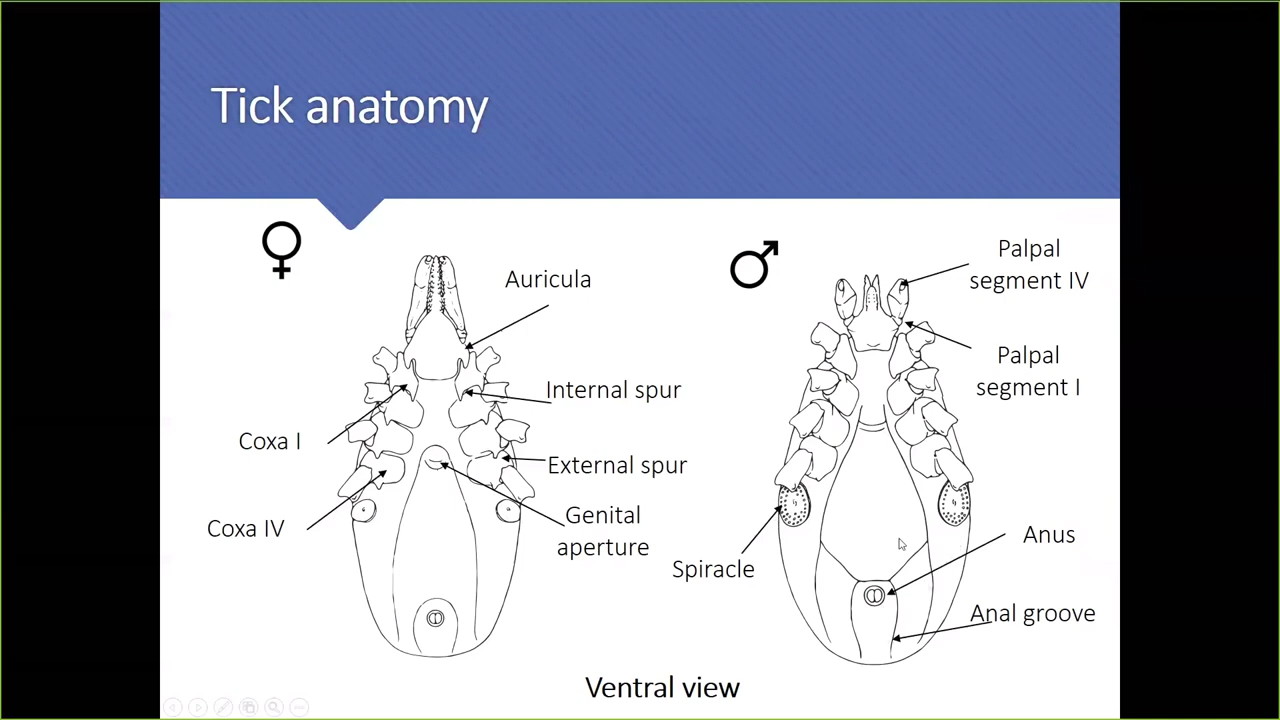 Tick anatomy
Auricula
Internal spur
Coxa I
External spur
Coxa IV
Genital
aperture
Palpal
segment IV
Palpal
segment I
Spiracle
Anus
Anal groove
Ventral view